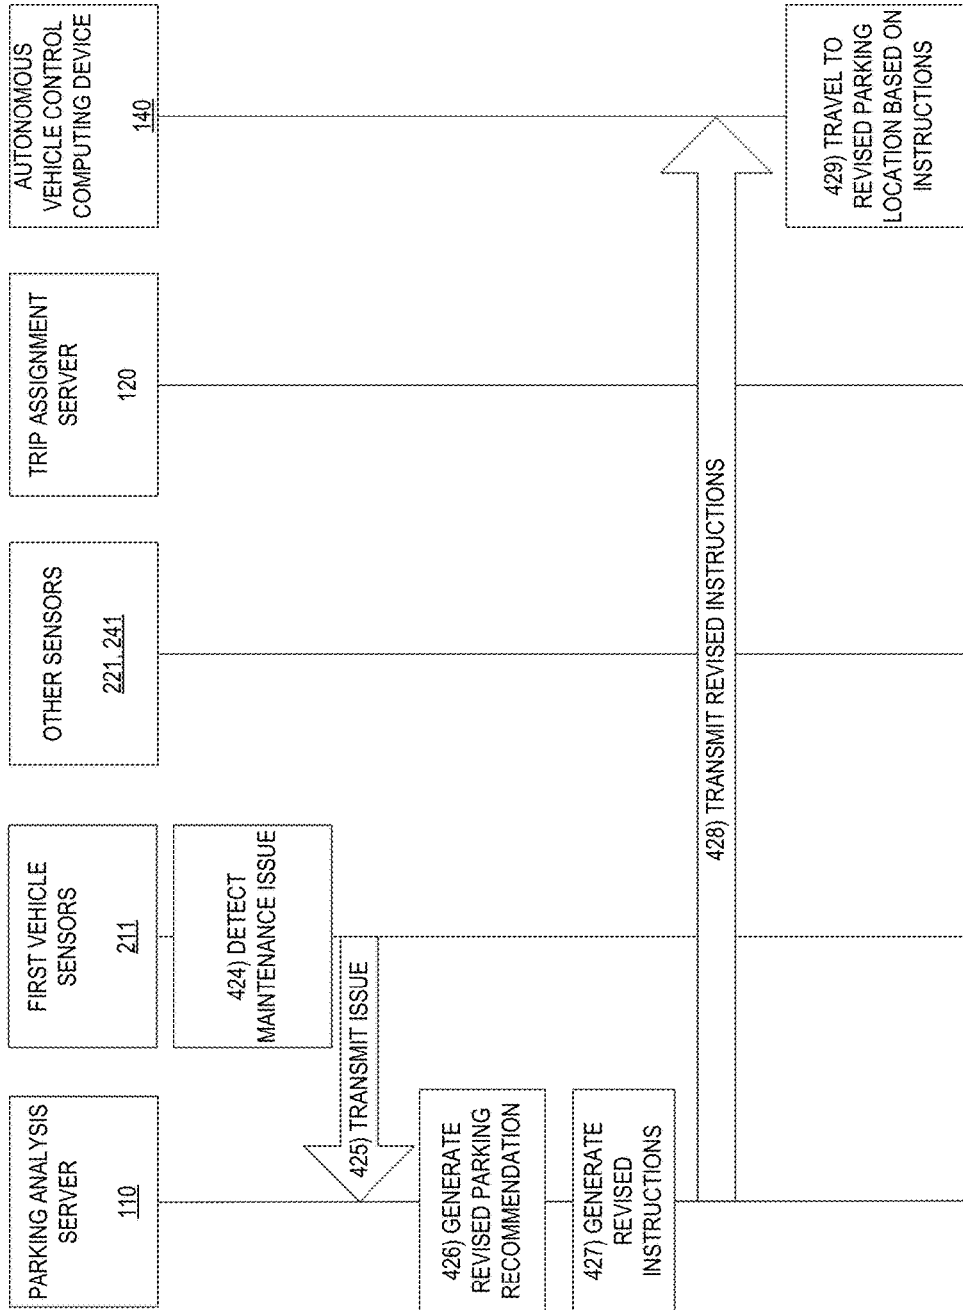 PARKING ANALYSIS
SERVER
110
FIRST VEHICLE
SENSORS
211
OTHER SENSORS
221, 241
TRIP ASSIGNMENT
SERVER
120
AUTONOMOUS
VEHICLE CONTROL
COMPUTING DEVICE
140
424) DETECT
MAINTENANCE ISSUE
425) TRANSMIT ISSUE
426) GENERATE
REVISED PARKING
RECOMMENDATION
427) GENERATE
REVISED
INSTRUCTIONS
428) TRANSMIT REVISED INSTRUCTIONS
429) TRAVEL TO
REVISED PARKING
LOCATION BASED ON
INSTRUCTIONS